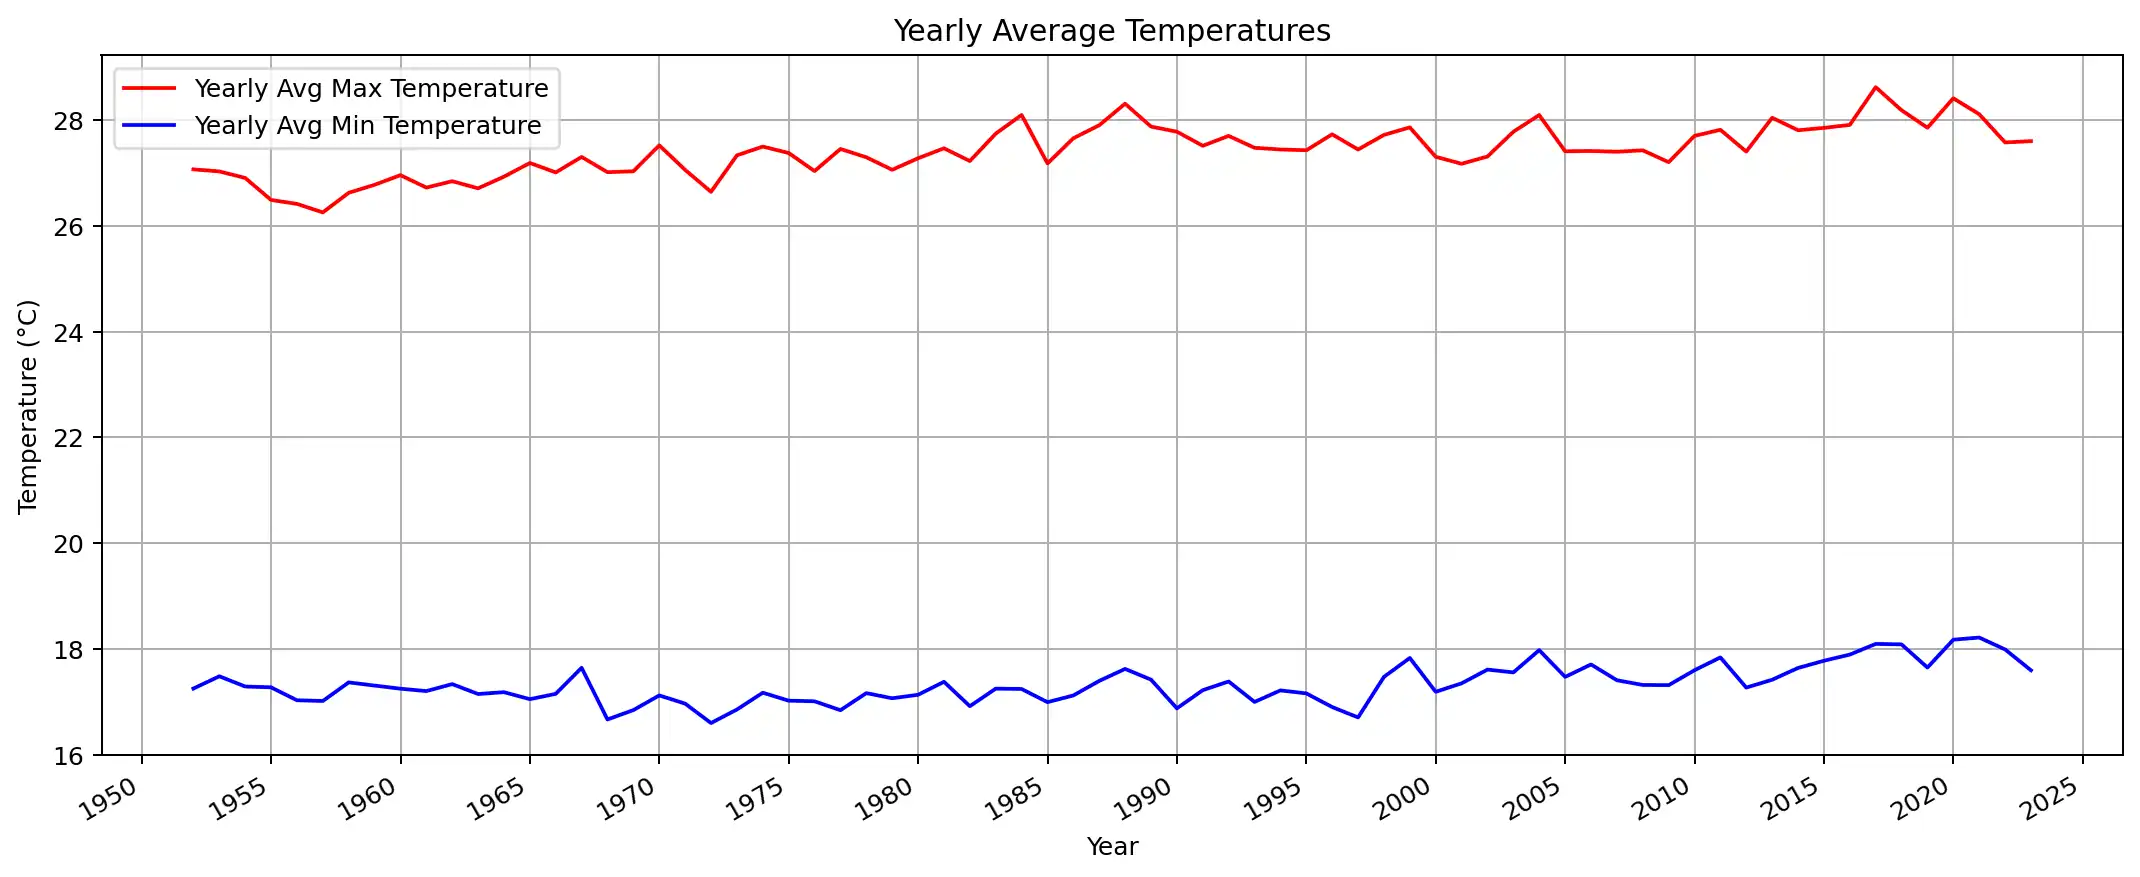 Yearly Average Temperatures
Yearly Avg Max Temperature
Yearly Avg Min Temperature
28
26
24
22
20
18
16
Temperature (°C)
1950 1955 1960 1965 1970 1975 1980 1985 1990 1995 2000 2005 2010 2015 2020 2025
Year